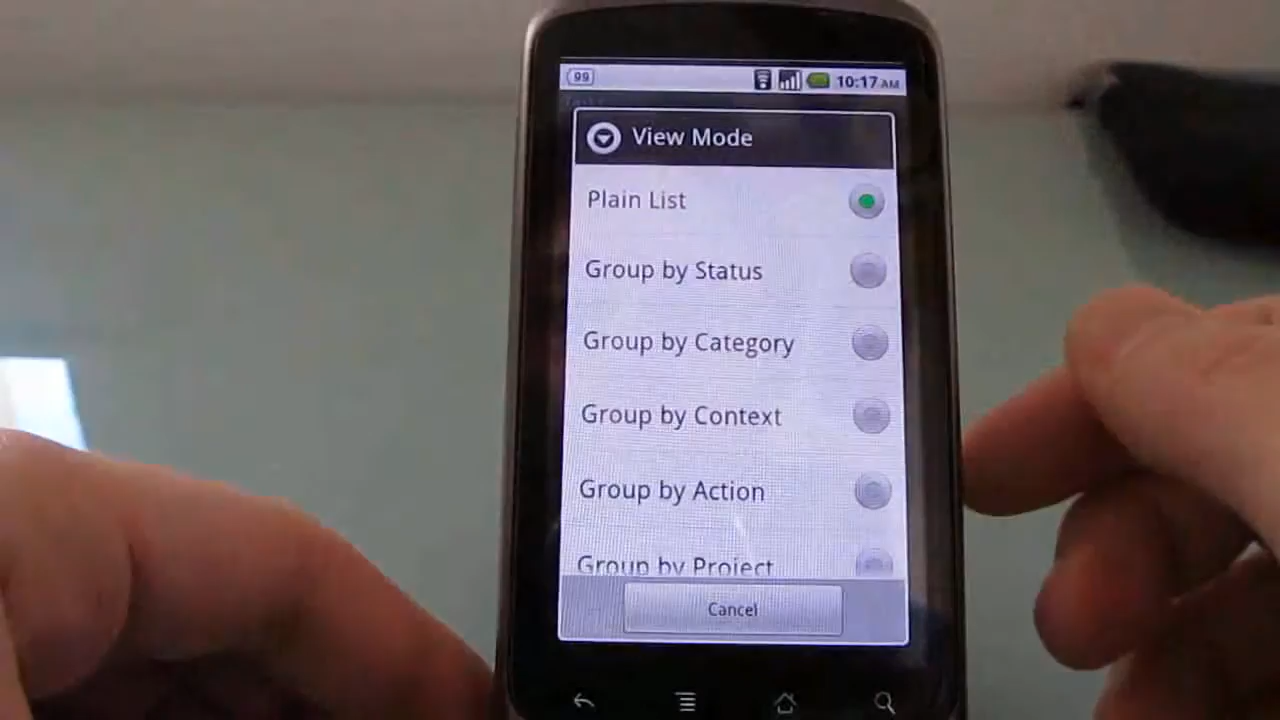 99
10:17 AM
View Mode
Plain List
Group by Status
Group by Category
Group by Context
Group by Action
Group by Project
Cancel